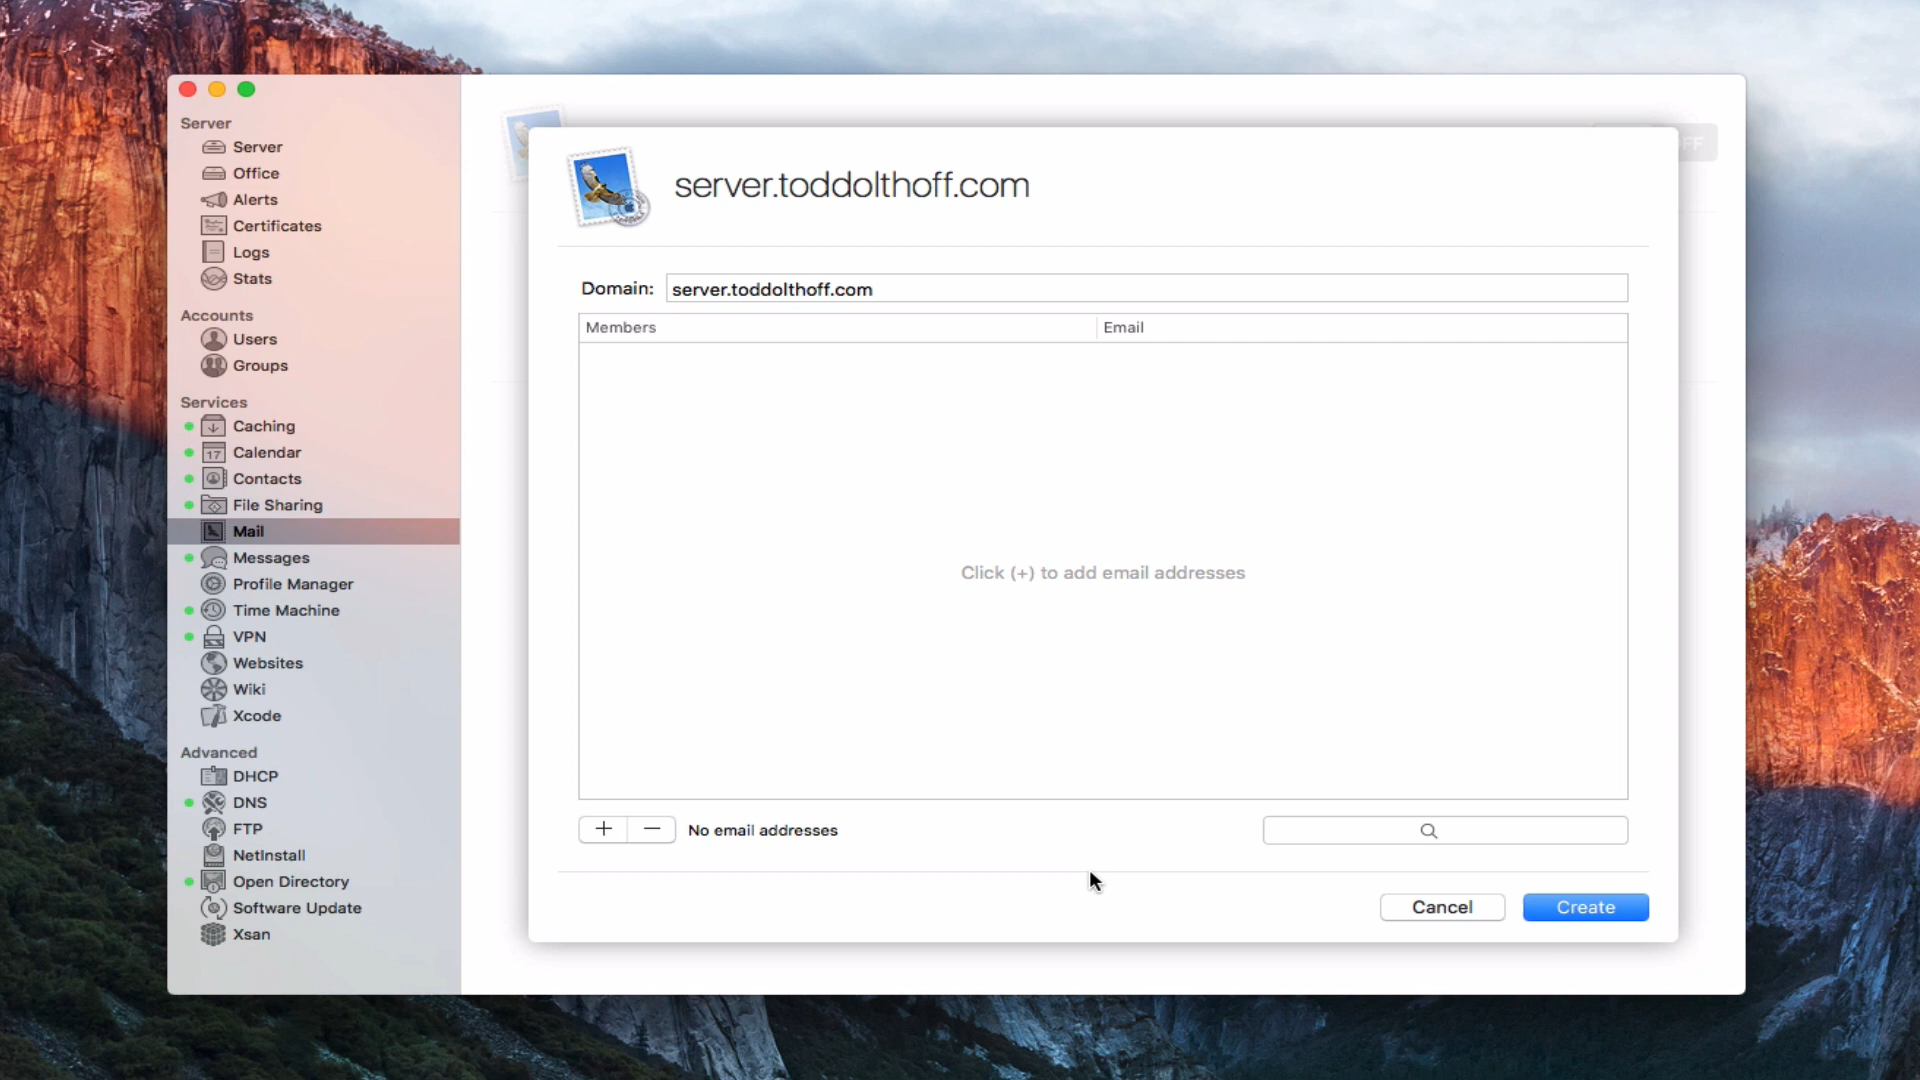 Server
Server
Office
Alerts
Certificates
Logs
Stats
Accounts
Users
Groups
Services
Caching
17
Calendar
Contacts
File Sharing
Mail
Messages
Profile Manager
Time Machine
VPN
Websites
Wiki
Xcode
Advanced
DHCP
DNS
FTP
NetInstall
Open Directory
Software Update
Xsan
server.toddolthoff.com
Domain: server.toddolthoff.com
Members Email
Click (+) to add email addresses
No email addresses
Cancel Create